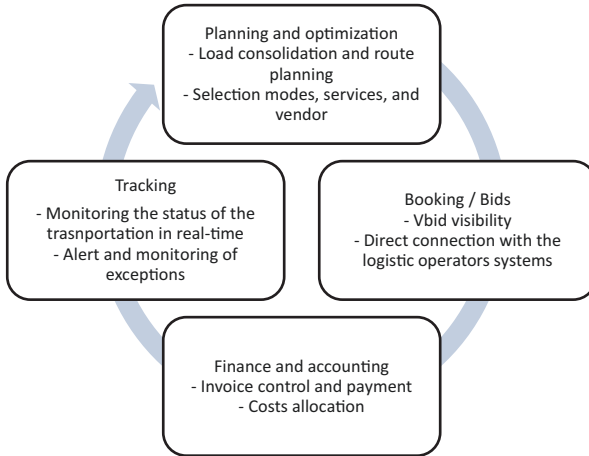 Planning and optimization
- Load consolidation and route
planning
- Selection modes, services, and
vendor
Booking / Bids
- Vbid visibility
- Direct connection with the
logistic operators systems
Finance and accounting
- Invoice control and payment
- Costs allocation
Tracking
- Monitoring the status of the
trasnportation in real-time
- Alert and monitoring of
exceptions